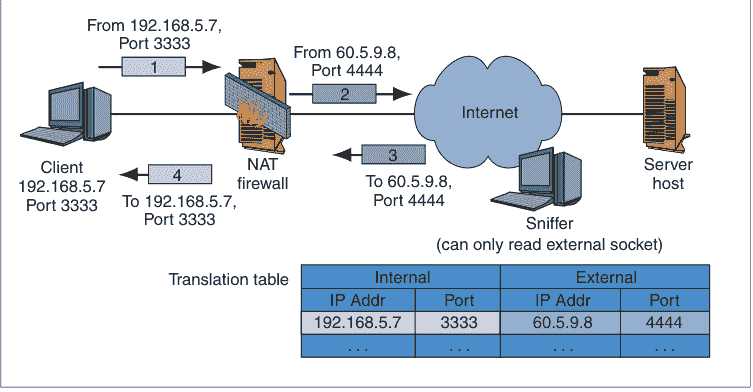 From 192.168.5.7,
Port 3333
1
From 60.5.9.8,
Port 4444
2
Internet
Client
192.168.5.7
Port 3333
NAT
firewall
4
To 192.168.5.7,
Port 3333
3
To 60.5.9.8,
Port 4444
Server
host
Sniffer
(can only read external socket)
Translation table
Internal External
IP Addr Port IP Addr Port
192.168.5.7 3333 60.5.9.8 4444
. . . . . . . . . . . .